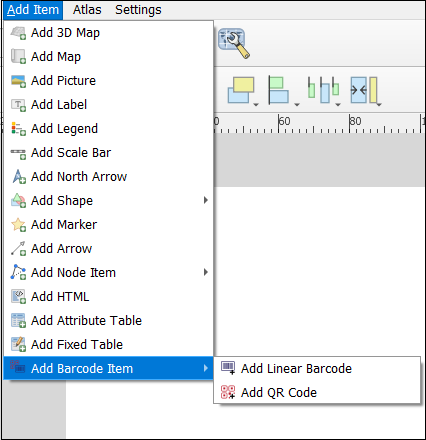 Add Item Atlas Settings
Add 3D Map
Add Map
Add Picture
Add Label
Add Legend
Add Scale Bar
Add North Arrow
Add Shape
Add Marker
Add Arrow
Add Node Item
Add HTML
Add Attribute Table
Add Fixed Table
Add Barcode Item
Add Linear Barcode
Add QR Code
60 80